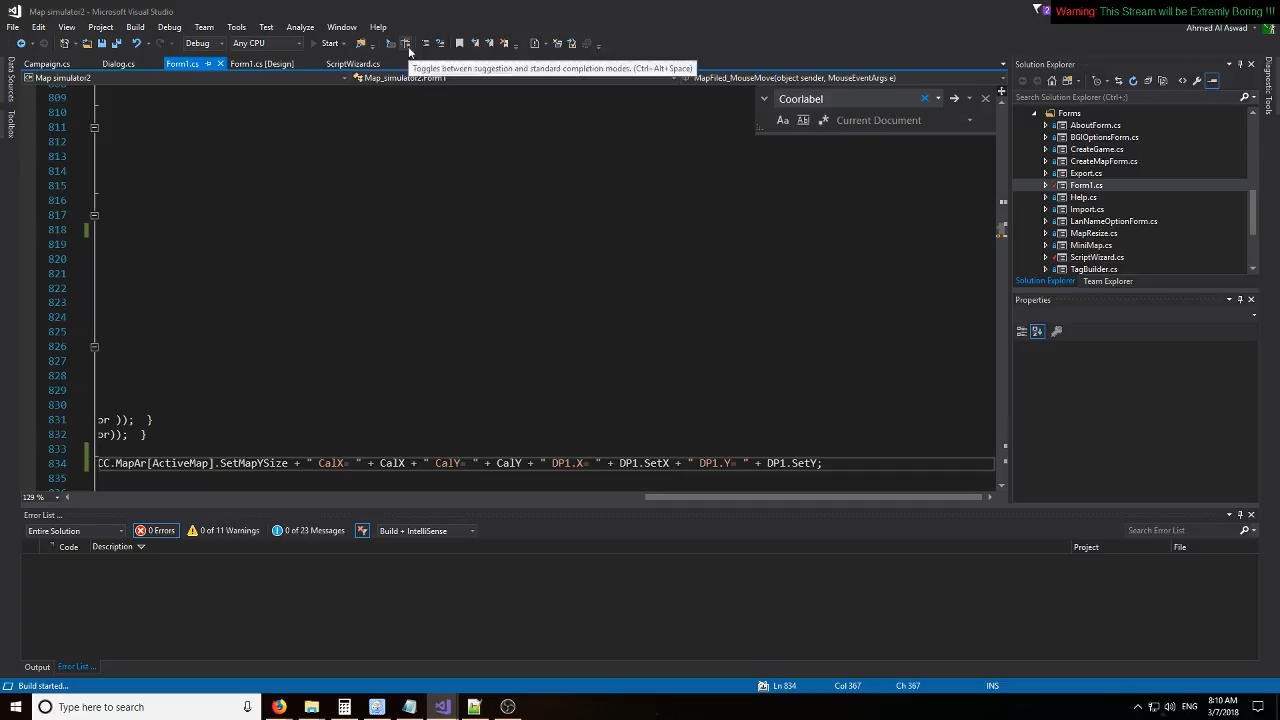 Map simulator2 - Microsoft Visual Studio
2
Warning: This Stream will be Extremly Boring !!!
File Edit View Project Build Debug Team Tools
Ahmed Al Aswad
Debug Any CPU Start
Campaign.cs Dialog.cs Form1.cs Form1.cs [Design] ScriptWizard.cs
Toggles between suggestion and standard completion modes. (Ctrl+Alt+Space)
Map simulator2 Map_simulator2.Form1 MapFiled_MouseMove(object sender, MouseEventArgs e)
Data Sources
Toolbox
Diagnostic Tools
Coorlabel
Aa Current Document
809
810
811
812
813
814
815
816
817
818
819
820
821
822
823
824
825
826
827
828
829
830
831 or )); }
832 or)); }
833
834 CC.MapAr[ActiveMap].SetMapYSize + " CalX= " + CalX + " CalY= " + CalY + " DP1.X= " + DP1.SetX + " DP1.Y= " + DP1.SetY;
835
129 %
Solution Explorer
Search Solution Explorer (Ctrl+;)
Forms
AboutForm.cs
BGIOptionsForm.cs
CreateGame.cs
CreateMapForm.cs
Export.cs
Form1.cs
Help.cs
Import.cs
LanNameOptionForm.cs
MapResize.cs
MiniMap.cs
ScriptWizard.cs
TagBuilder.cs
Solution Explorer Team Explorer
Properties
Error List ...
Entire Solution 0 Errors 0 of 11 Warnings 0 of 23 Messages Build + IntelliSense
Search Error List
Code Description Project File
Output Error List ...
Build started... Ln 834 Col 367 Ch 367 INS
Type here to search
ENG
8:10 AM
3/7/2018